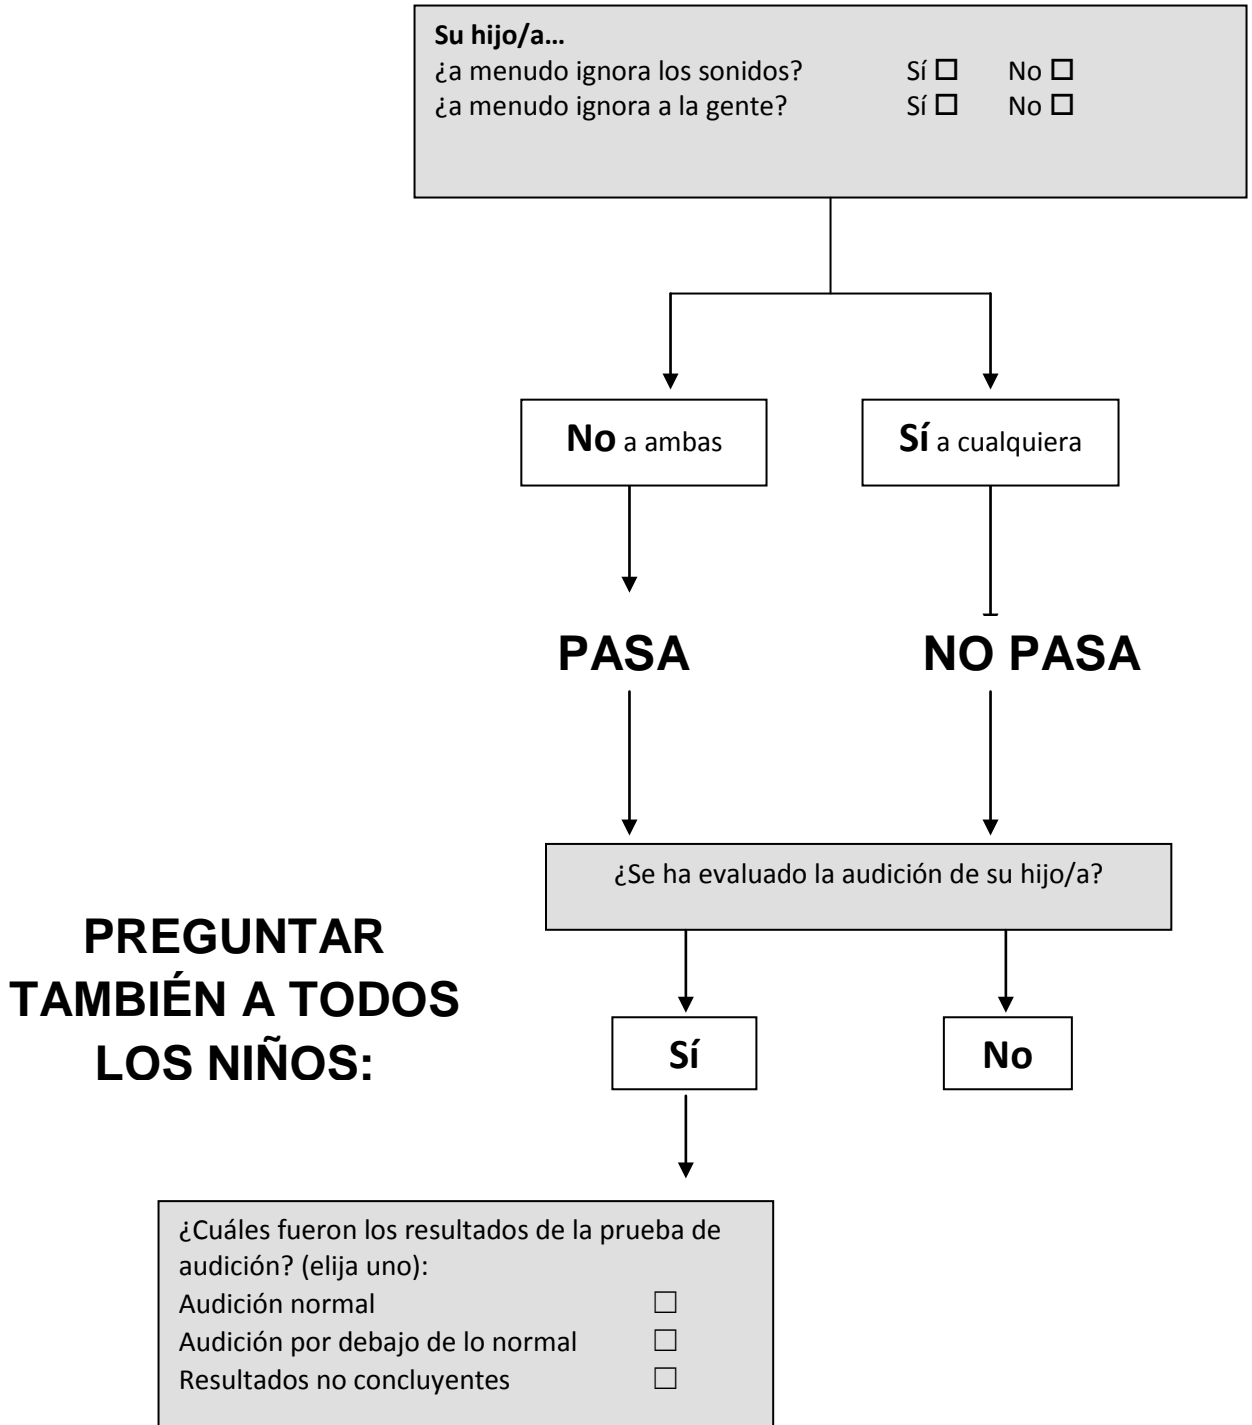 Su hijo/a…
¿a menudo ignora los sonidos? Sí ☐ No ☐
¿a menudo ignora a la gente? Sí ☐ No ☐
No a ambas
Sí a cualquiera
PASA
NO PASA
¿Se ha evaluado la audición de su hijo/a?
PREGUNTAR
TAMBIÉN A TODOS
LOS NIÑOS:
Sí
No
¿Cuáles fueron los resultados de la prueba de
audición? (elija uno):
Audición normal ☐
Audición por debajo de lo normal ☐
Resultados no concluyentes ☐